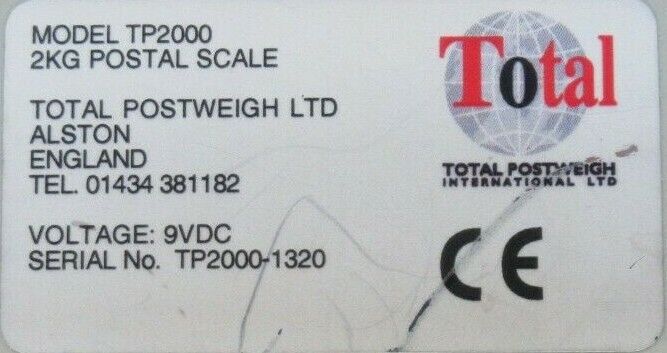 MODEL TP2000
2KG POSTAL SCALE
TOTAL POSTWEIGH LTD
ALSTON
ENGLAND
TEL. 01434 381182
VOLTAGE: 9VDC
SERIAL No. TP2000-1320
Total
TOTAL POSTWEIGH
INTERNATIONAL LTD
CE